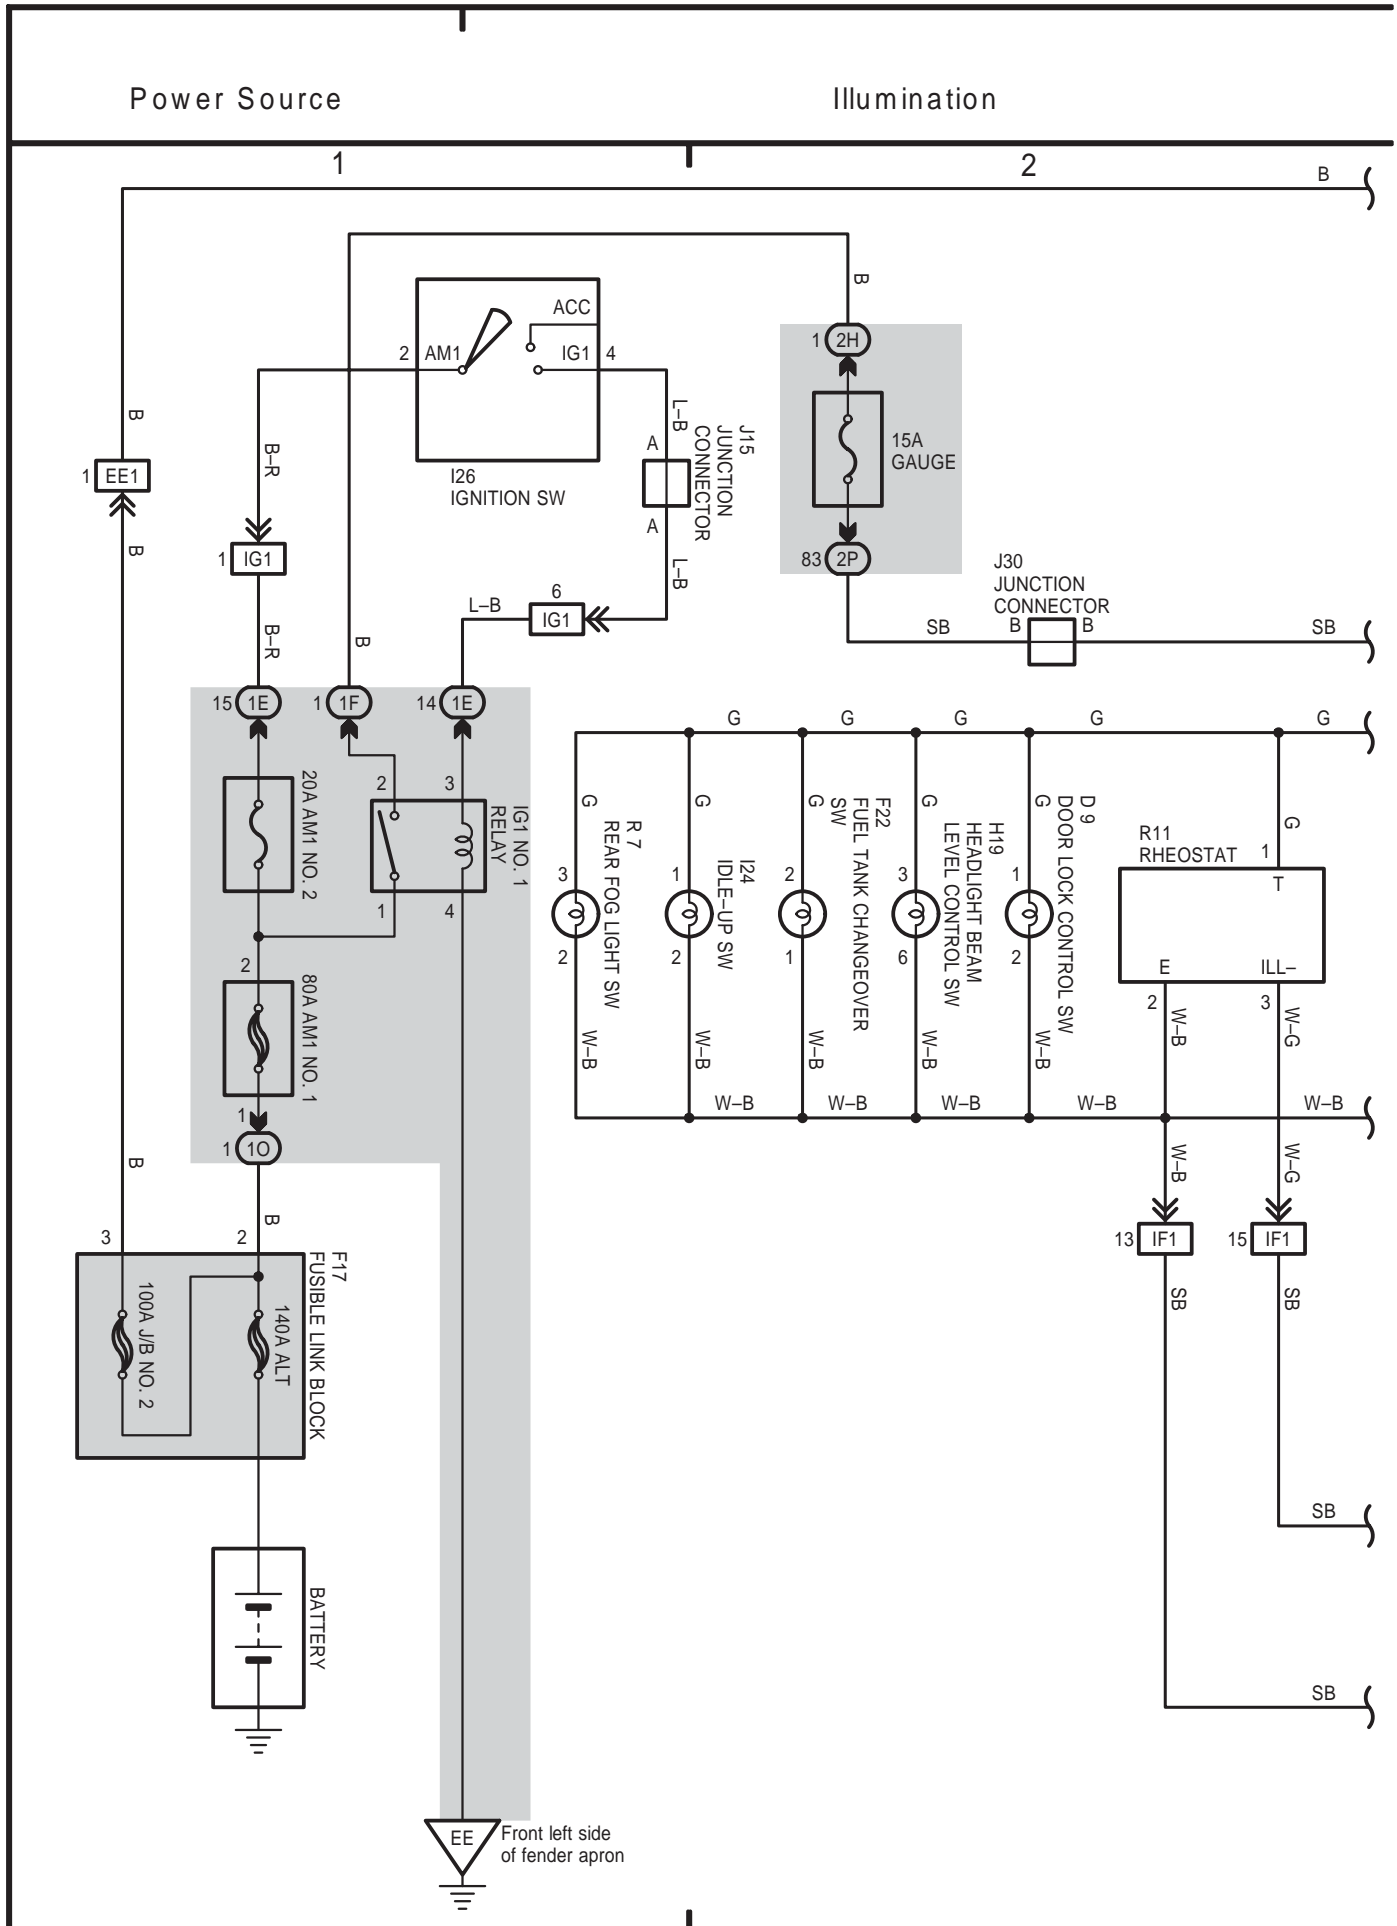 Power Source
Illumination
1
2
B
B
ACC
2
AM1
IG1
4
1
2H
15A
GAUGE
83
2P
L–B
A
J15
JUNCTION
CONNECTOR
A
L–B
B
1
EE1
B
B–R
1
IG1
B–R
I26
IGNITION SW
J30
JUNCTION
CONNECTOR
SB
B
B
SB
L–B
6
IG1
B
15
1E
1
1F
14
1E
G
G
G
G
G
20A AM1 NO. 2
2
3
IG1 NO. 1
RELAY
1
4
2
80A AM1 NO. 1
1
1
1O
G
3
2
R 7
REAR FOG LIGHT SW
W–B
G
1
2
I24
IDLE–UP SW
W–B
G
2
1
F22
FUEL TANK CHANGEOVER
SW
W–B
G
3
6
H19
HEADLIGHT BEAM
LEVEL CONTROL SW
W–B
G
1
2
D 9
DOOR LOCK CONTROL SW
W–B
R11
RHEOSTAT
1
G
T
E
ILL–
2
W–B
3
W–G
W–B
W–B
W–B
W–B
W–B
W–B
W–G
13
IF1
15
IF1
SB
SB
B
B
3
2
F17
FUSIBLE LINK BLOCK
100A J/B NO. 2
140A ALT
SB
BATTERY
SB
EE
Front left side
of fender apron